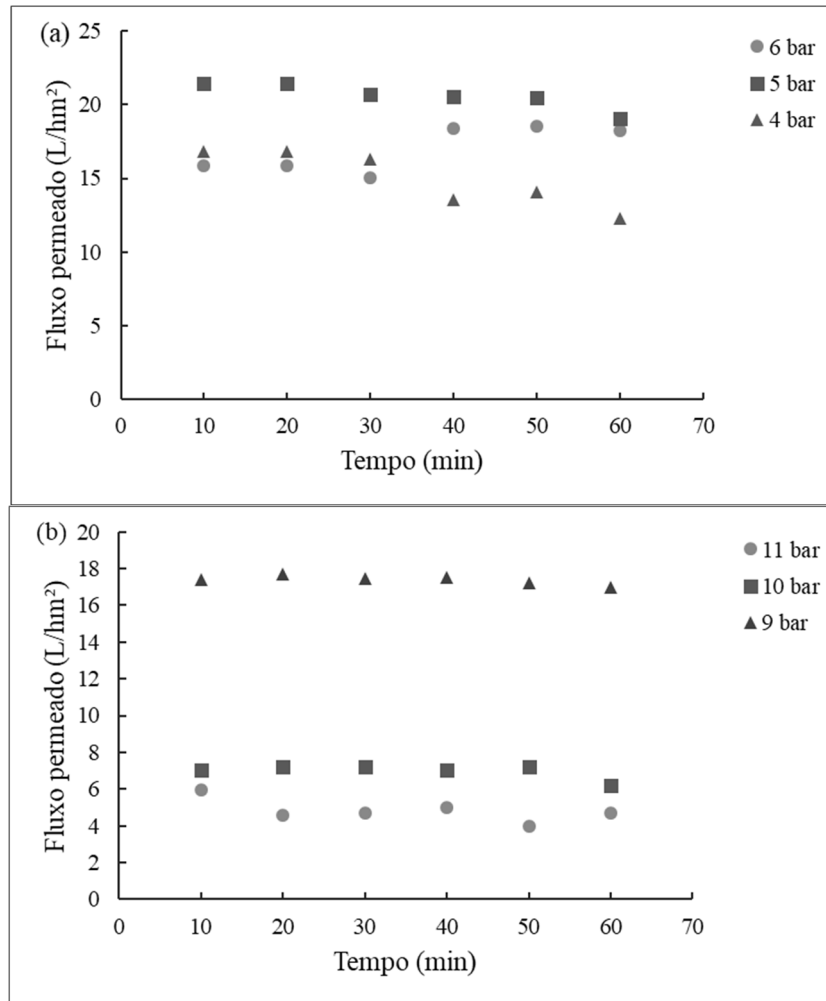 (a)
Fluxo permeado (L/hm²)
25
20
15
10
5
0
0 10 20 30 40 50 60 70
Tempo (min)
6 bar
5 bar
4 bar
(b)
Fluxo permeado (L/hm²)
20
18
16
14
12
10
8
6
4
2
0
0 10 20 30 40 50 60 70
Tempo (min)
11 bar
10 bar
9 bar